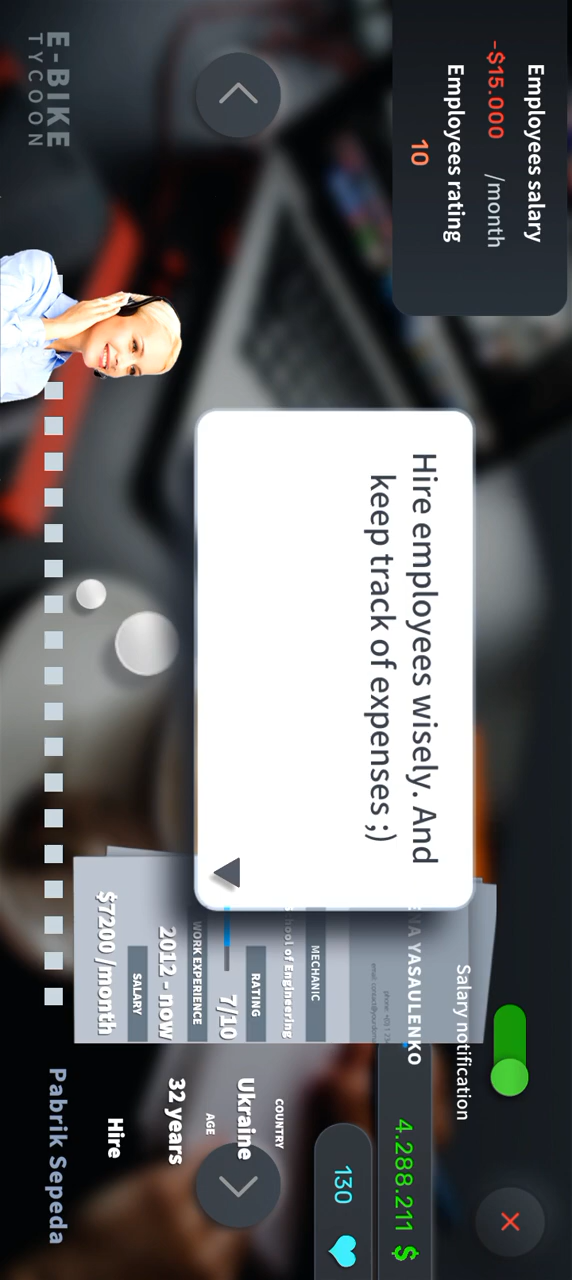 Employees salary
-$15.000 /month
Employees rating
10
Salary notification
4.288.211 $
130
Hire employees wisely. And
keep track of expenses ;)
YASAULENKO
MECHANIC
of Engineering
RATING
7/10
WORK EXPERIENCE
2012 - now
SALARY
$7200 /month
COUNTRY
Ukraine
AGE
32 years
Hire
E-BIKE
TYCOON
Pabrik Sepeda